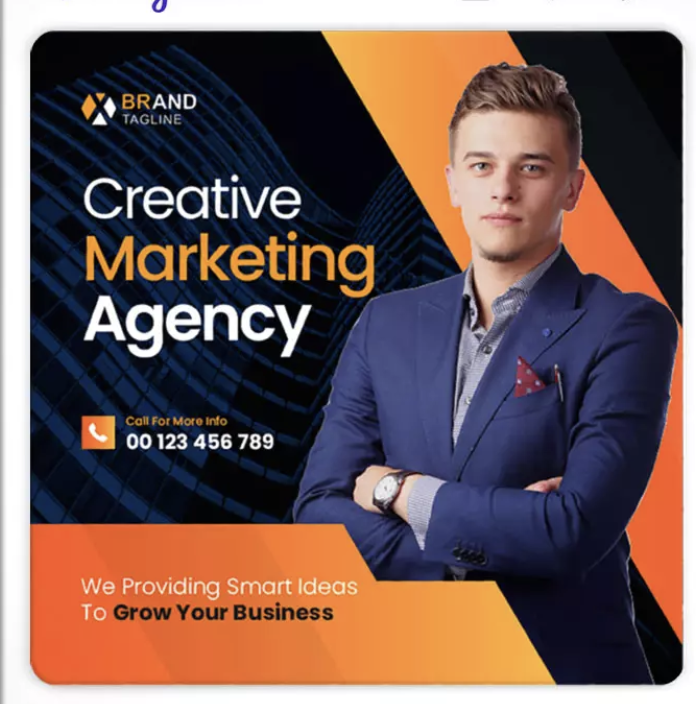 BRAND
TAGLINE
Creative
Marketing
Agency
Call For More Info
00 123 456 789
We Providing Smart Ideas
To Grow Your Business